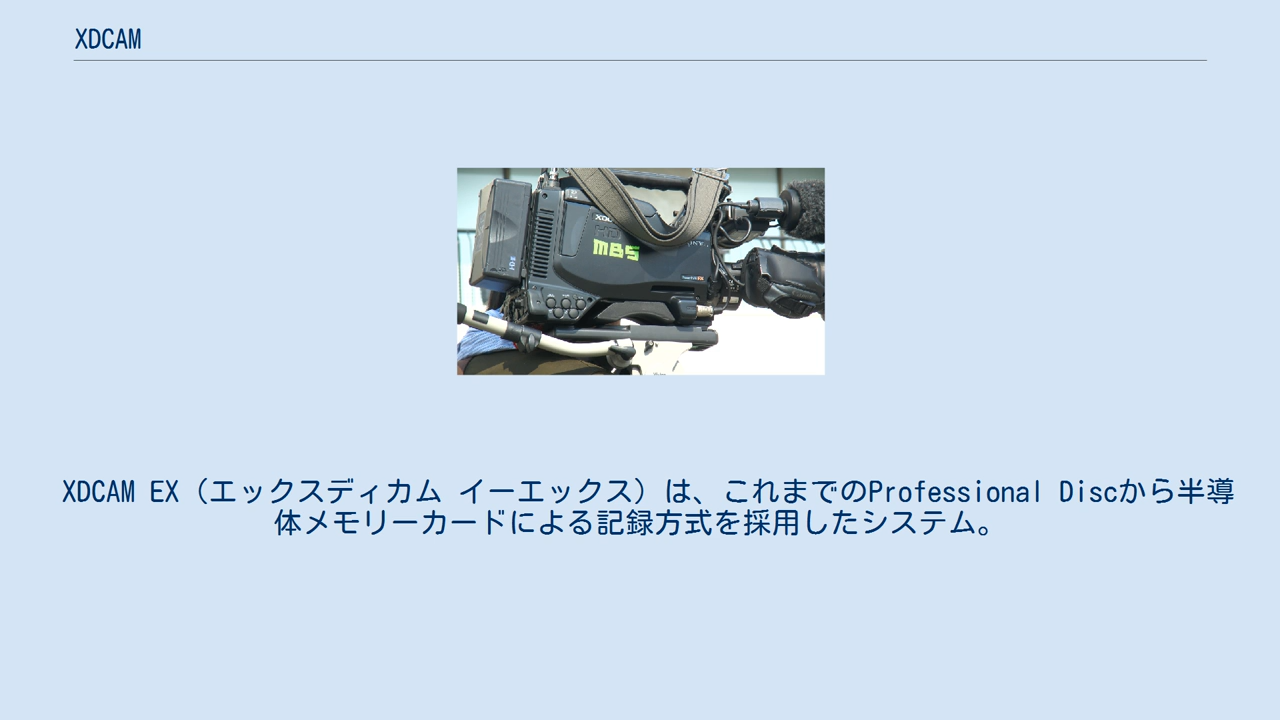 XDCAM
MBS
XDCAM EX（エックスディカム イーエックス）は、これまでのProfessional Discから半導
体メモリーカードによる記録方式を採用したシステム。